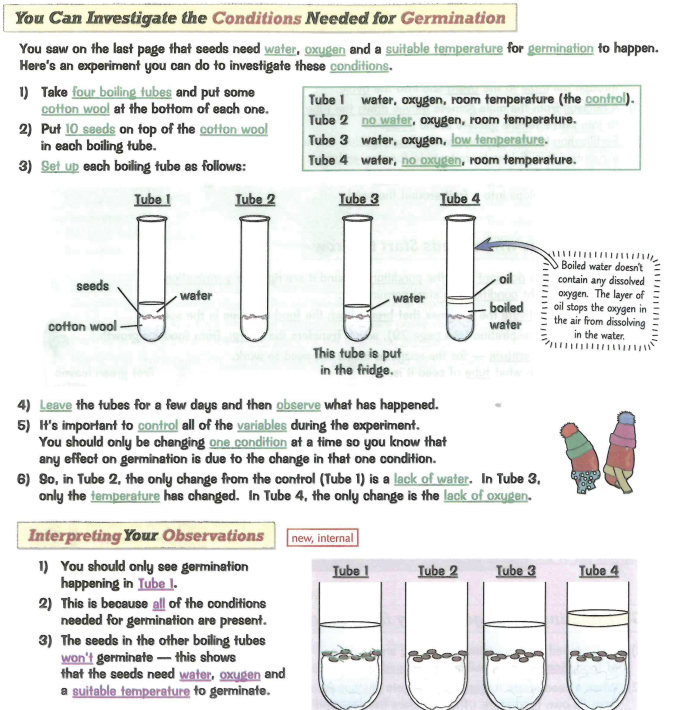 You Can Investigate the Conditions Needed for Germination
You saw on the last page that seeds need water, oxygen and a suitable temperature for germination to happen.
Here's an experiment you can do to investigate these conditions.
1) Take four boiling tubes and put some
cotton wool at the bottom of each one.
2) Put 10 seeds on top of the cotton wool
in each boiling tube.
3) Set up each boiling tube as follows:
Tube 1 water, oxygen, room temperature (the control).
Tube 2 no water, oxygen, room temperature.
Tube 3 water, oxygen, low temperature.
Tube 4 water, no oxygen, room temperature.
Tube 1 Tube 2 Tube 3 Tube 4
seeds
water
cotton wool
water
This tube is put
in the fridge.
oil
boiled
water
Boiled water doesn't
contain any dissolved
oxygen. The layer of
oil stops the oxygen in
the air from dissolving
in the water.
4) Leave the tubes for a few days and then observe what has happened.
5) It's important to control all of the variables during the experiment.
You should only be changing one condition at a time so you know that
any effect on germination is due to the change in that one condition.
6) So, in Tube 2, the only change from the control (Tube 1) is a lack of water. In Tube 3,
only the temperature has changed. In Tube 4, the only change is the lack of oxygen.
Interpreting Your Observations
new, internal
1) You should only see germination
happening in Tube 1.
2) This is because all of the conditions
needed for germination are present.
3) The seeds in the other boiling tubes
won't germinate — this shows
that the seeds need water, oxygen and
a suitable temperature to germinate.
Tube 1 Tube 2 Tube 3 Tube 4